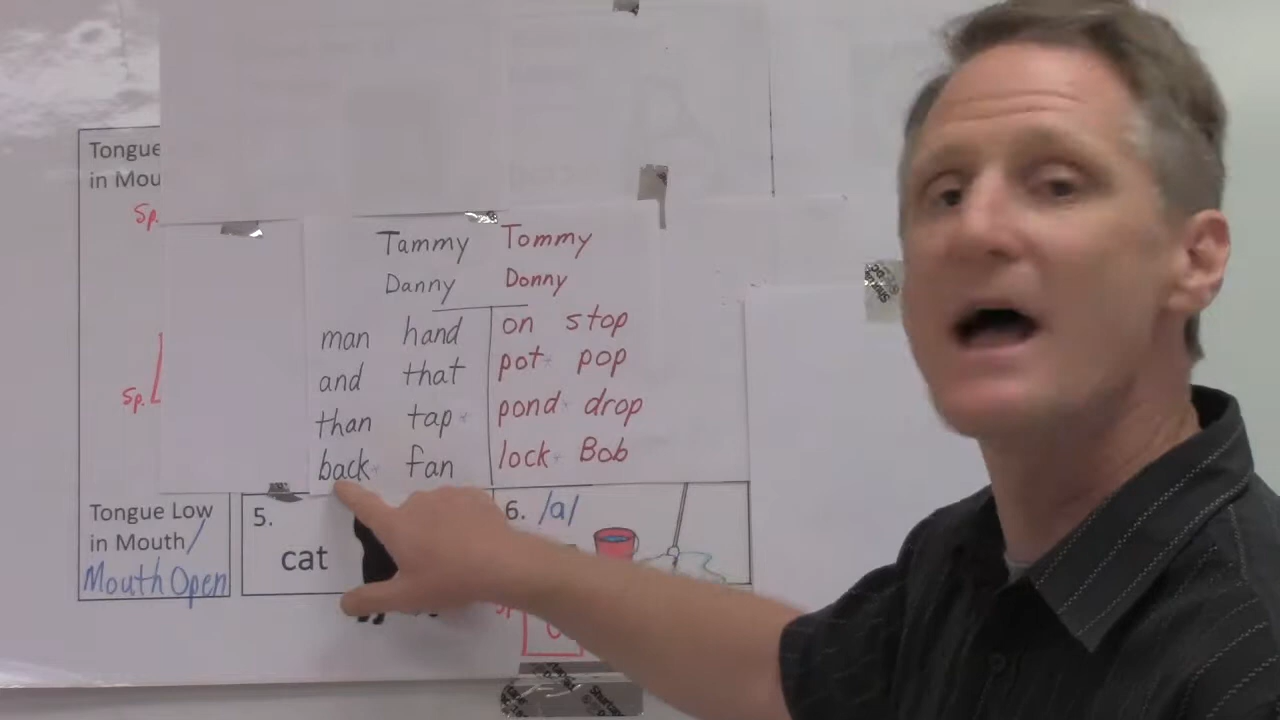 Tongue
in Mou
Sp.
Tammy Tommy
Danny Donny
man hand on stop
and that pot pop
than tap pond drop
back fan lock Bob
Sp.
Tongue Low
in Mouth/
Mouth Open
5.
cat
6. /a/